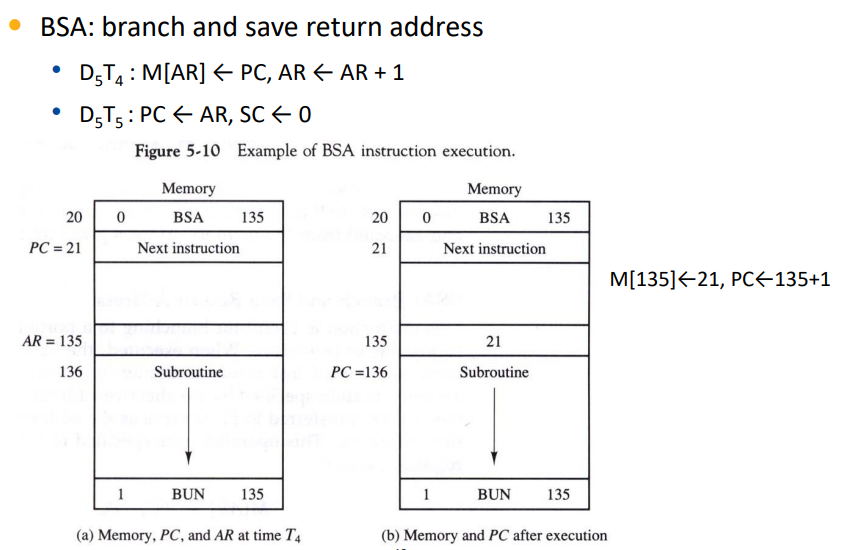 BSA: branch and save return address
D₅T₄ : M[AR] ← PC, AR ← AR + 1
D₅T₅ : PC ← AR, SC ← 0
Figure 5-10 Example of BSA instruction execution.
Memory
20 0 BSA 135
PC = 21 Next instruction
AR = 135
136 Subroutine
1 BUN 135
(a) Memory, PC, and AR at time T₄
Memory
20 0 BSA 135
21 Next instruction
135 21
PC =136 Subroutine
1 BUN 135
(b) Memory and PC after execution
M[135]←21, PC←135+1